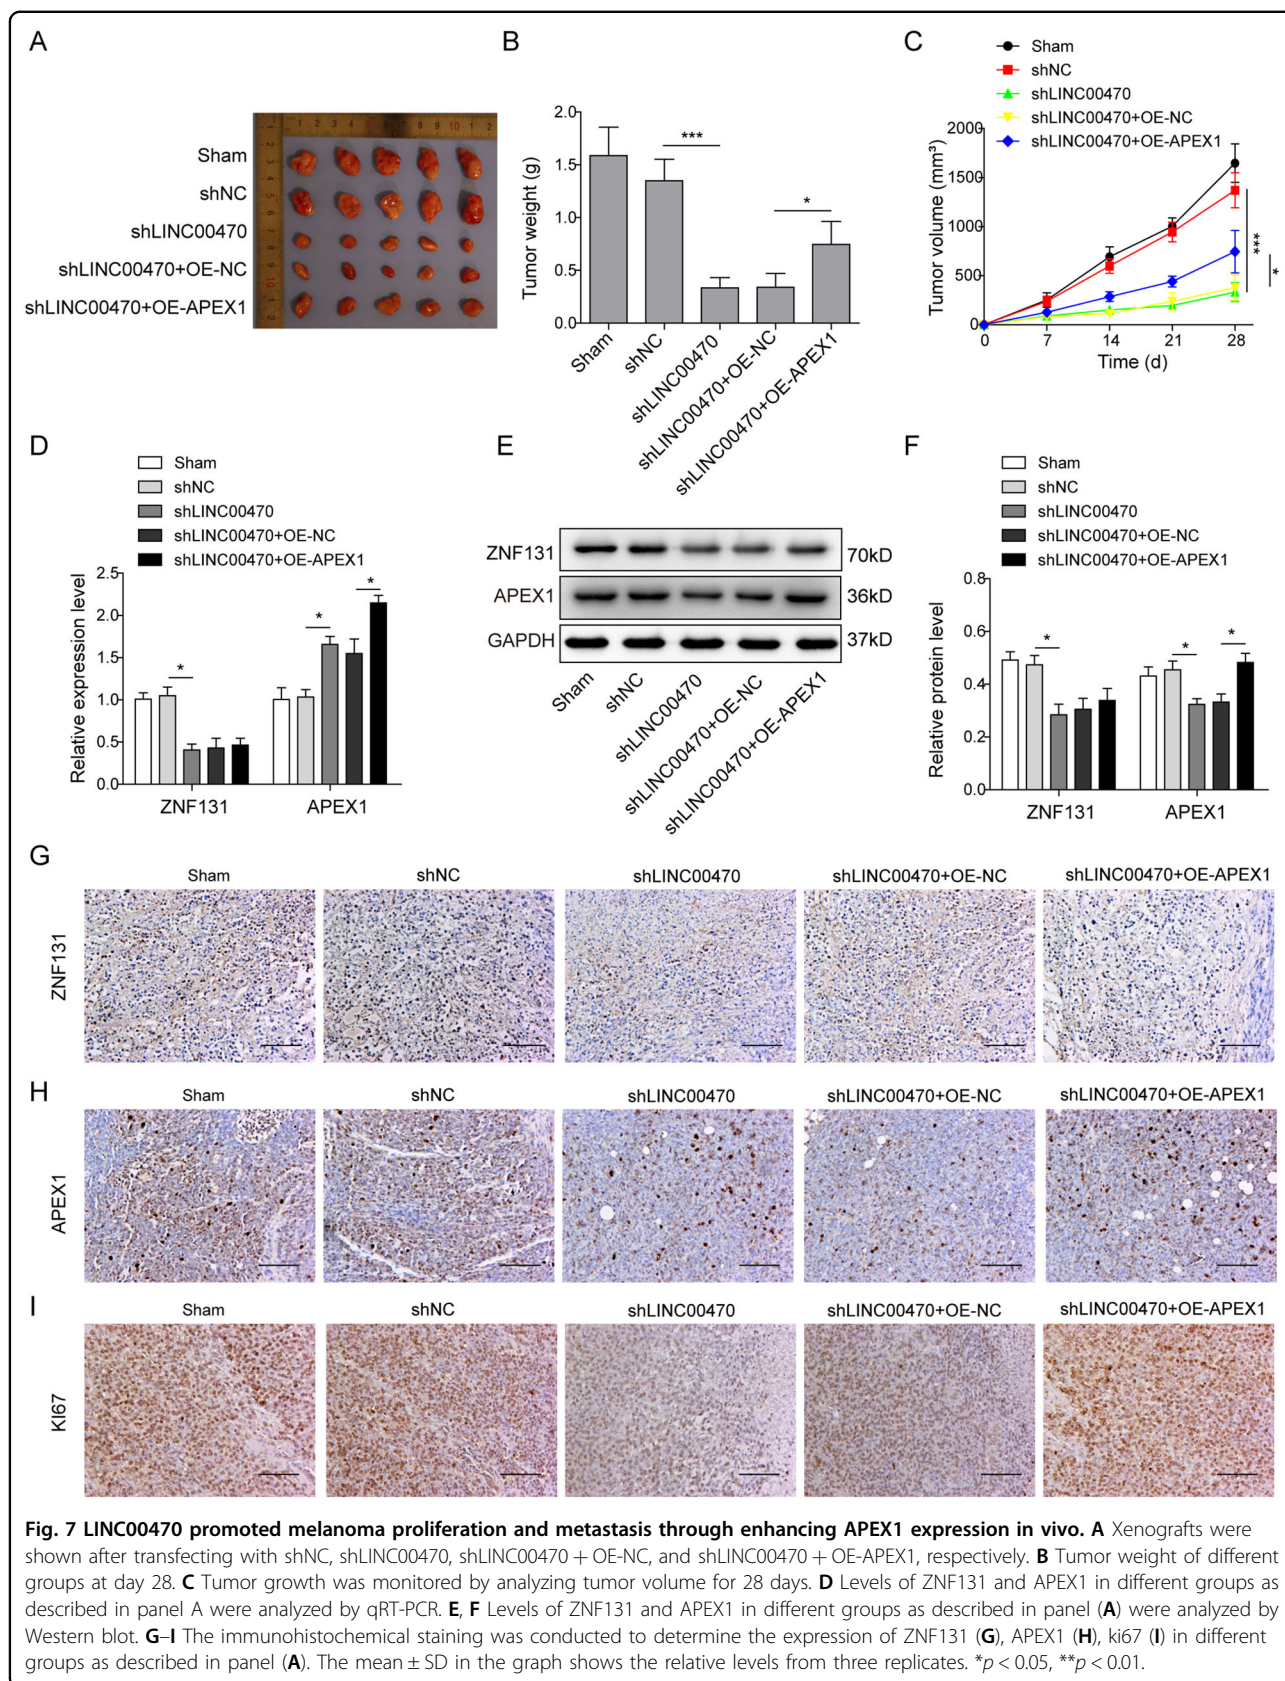 A
Sham
shNC
shLINC00470
shLINC00470+OE-NC
shLINC00470+OE-APEX1
B
Tumor weight (g)
2.0
1.5
1.0
0.5
0.0
***
*
Sham
shNC
shLINC00470
shLINC00470+OE-NC
shLINC00470+OE-APEX1
C
Sham
shNC
shLINC00470
shLINC00470+OE-NC
shLINC00470+OE-APEX1
Tumor volume (mm³)
2000
1500
1000
500
0
0 7 14 21 28
Time (d)
***
*
D
Sham
shNC
shLINC00470
shLINC00470+OE-NC
shLINC00470+OE-APEX1
Relative expression level
2.5
2.0
1.5
1.0
0.5
0.0
* * *
ZNF131 APEX1
E
ZNF131 70kD
APEX1 36kD
GAPDH 37kD
Sham
shNC
shLINC00470
shLINC00470+OE-NC
shLINC00470+OE-APEX1
F
Sham
shNC
shLINC00470
shLINC00470+OE-NC
shLINC00470+OE-APEX1
Relative protein level
0.8
0.6
0.4
0.2
0.0
* * *
ZNF131 APEX1
G
Sham shNC shLINC00470 shLINC00470+OE-NC shLINC00470+OE-APEX1
ZNF131
H
Sham shNC shLINC00470 shLINC00470+OE-NC shLINC00470+OE-APEX1
APEX1
I
Sham shNC shLINC00470 shLINC00470+OE-NC shLINC00470+OE-APEX1
KI67
Fig. 7 LINC00470 promoted melanoma proliferation and metastasis through enhancing APEX1 expression in vivo. A Xenografts were
shown after transfecting with shNC, shLINC00470, shLINC00470 + OE-NC, and shLINC00470 + OE-APEX1, respectively. B Tumor weight of different
groups at day 28. C Tumor growth was monitored by analyzing tumor volume for 28 days. D Levels of ZNF131 and APEX1 in different groups as
described in panel A were analyzed by qRT-PCR. E, F Levels of ZNF131 and APEX1 in different groups as described in panel (A) were analyzed by
Western blot. G–I The immunohistochemical staining was conducted to determine the expression of ZNF131 (G), APEX1 (H), ki67 (I) in different
groups as described in panel (A). The mean ± SD in the graph shows the relative levels from three replicates. *p < 0.05, **p < 0.01.